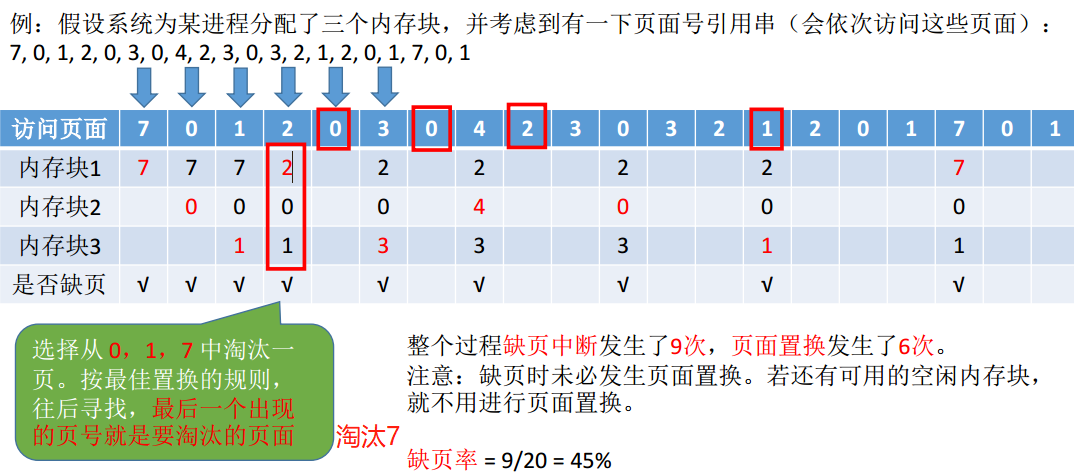 例：假设系统为某进程分配了三个内存块，并考虑到有一下页面号引用串（会依次访问这些页面）：
7, 0, 1, 2, 0, 3, 0, 4, 2, 3, 0, 3, 2, 1, 2, 0, 1, 7, 0, 1
访问页面 7 0 1 2 0 3 0 4 2 3 0 3 2 1 2 0 1 7 0 1
内存块1 7 7 7 2 2 2 2 2 7
内存块2 0 0 0 0 4 0 0 0
内存块3 1 1 3 3 3 1 1
是否缺页 √ √ √ √ √ √ √ √ √
选择从 0，1，7 中淘汰一
页。按最佳置换的规则，
往后寻找，最后一个出现
的页号就是要淘汰的页面
淘汰7
整个过程缺页中断发生了9次，页面置换发生了6次。
注意：缺页时未必发生页面置换。若还有可用的空闲内存块，
就不用进行页面置换。
缺页率 = 9/20 = 45%